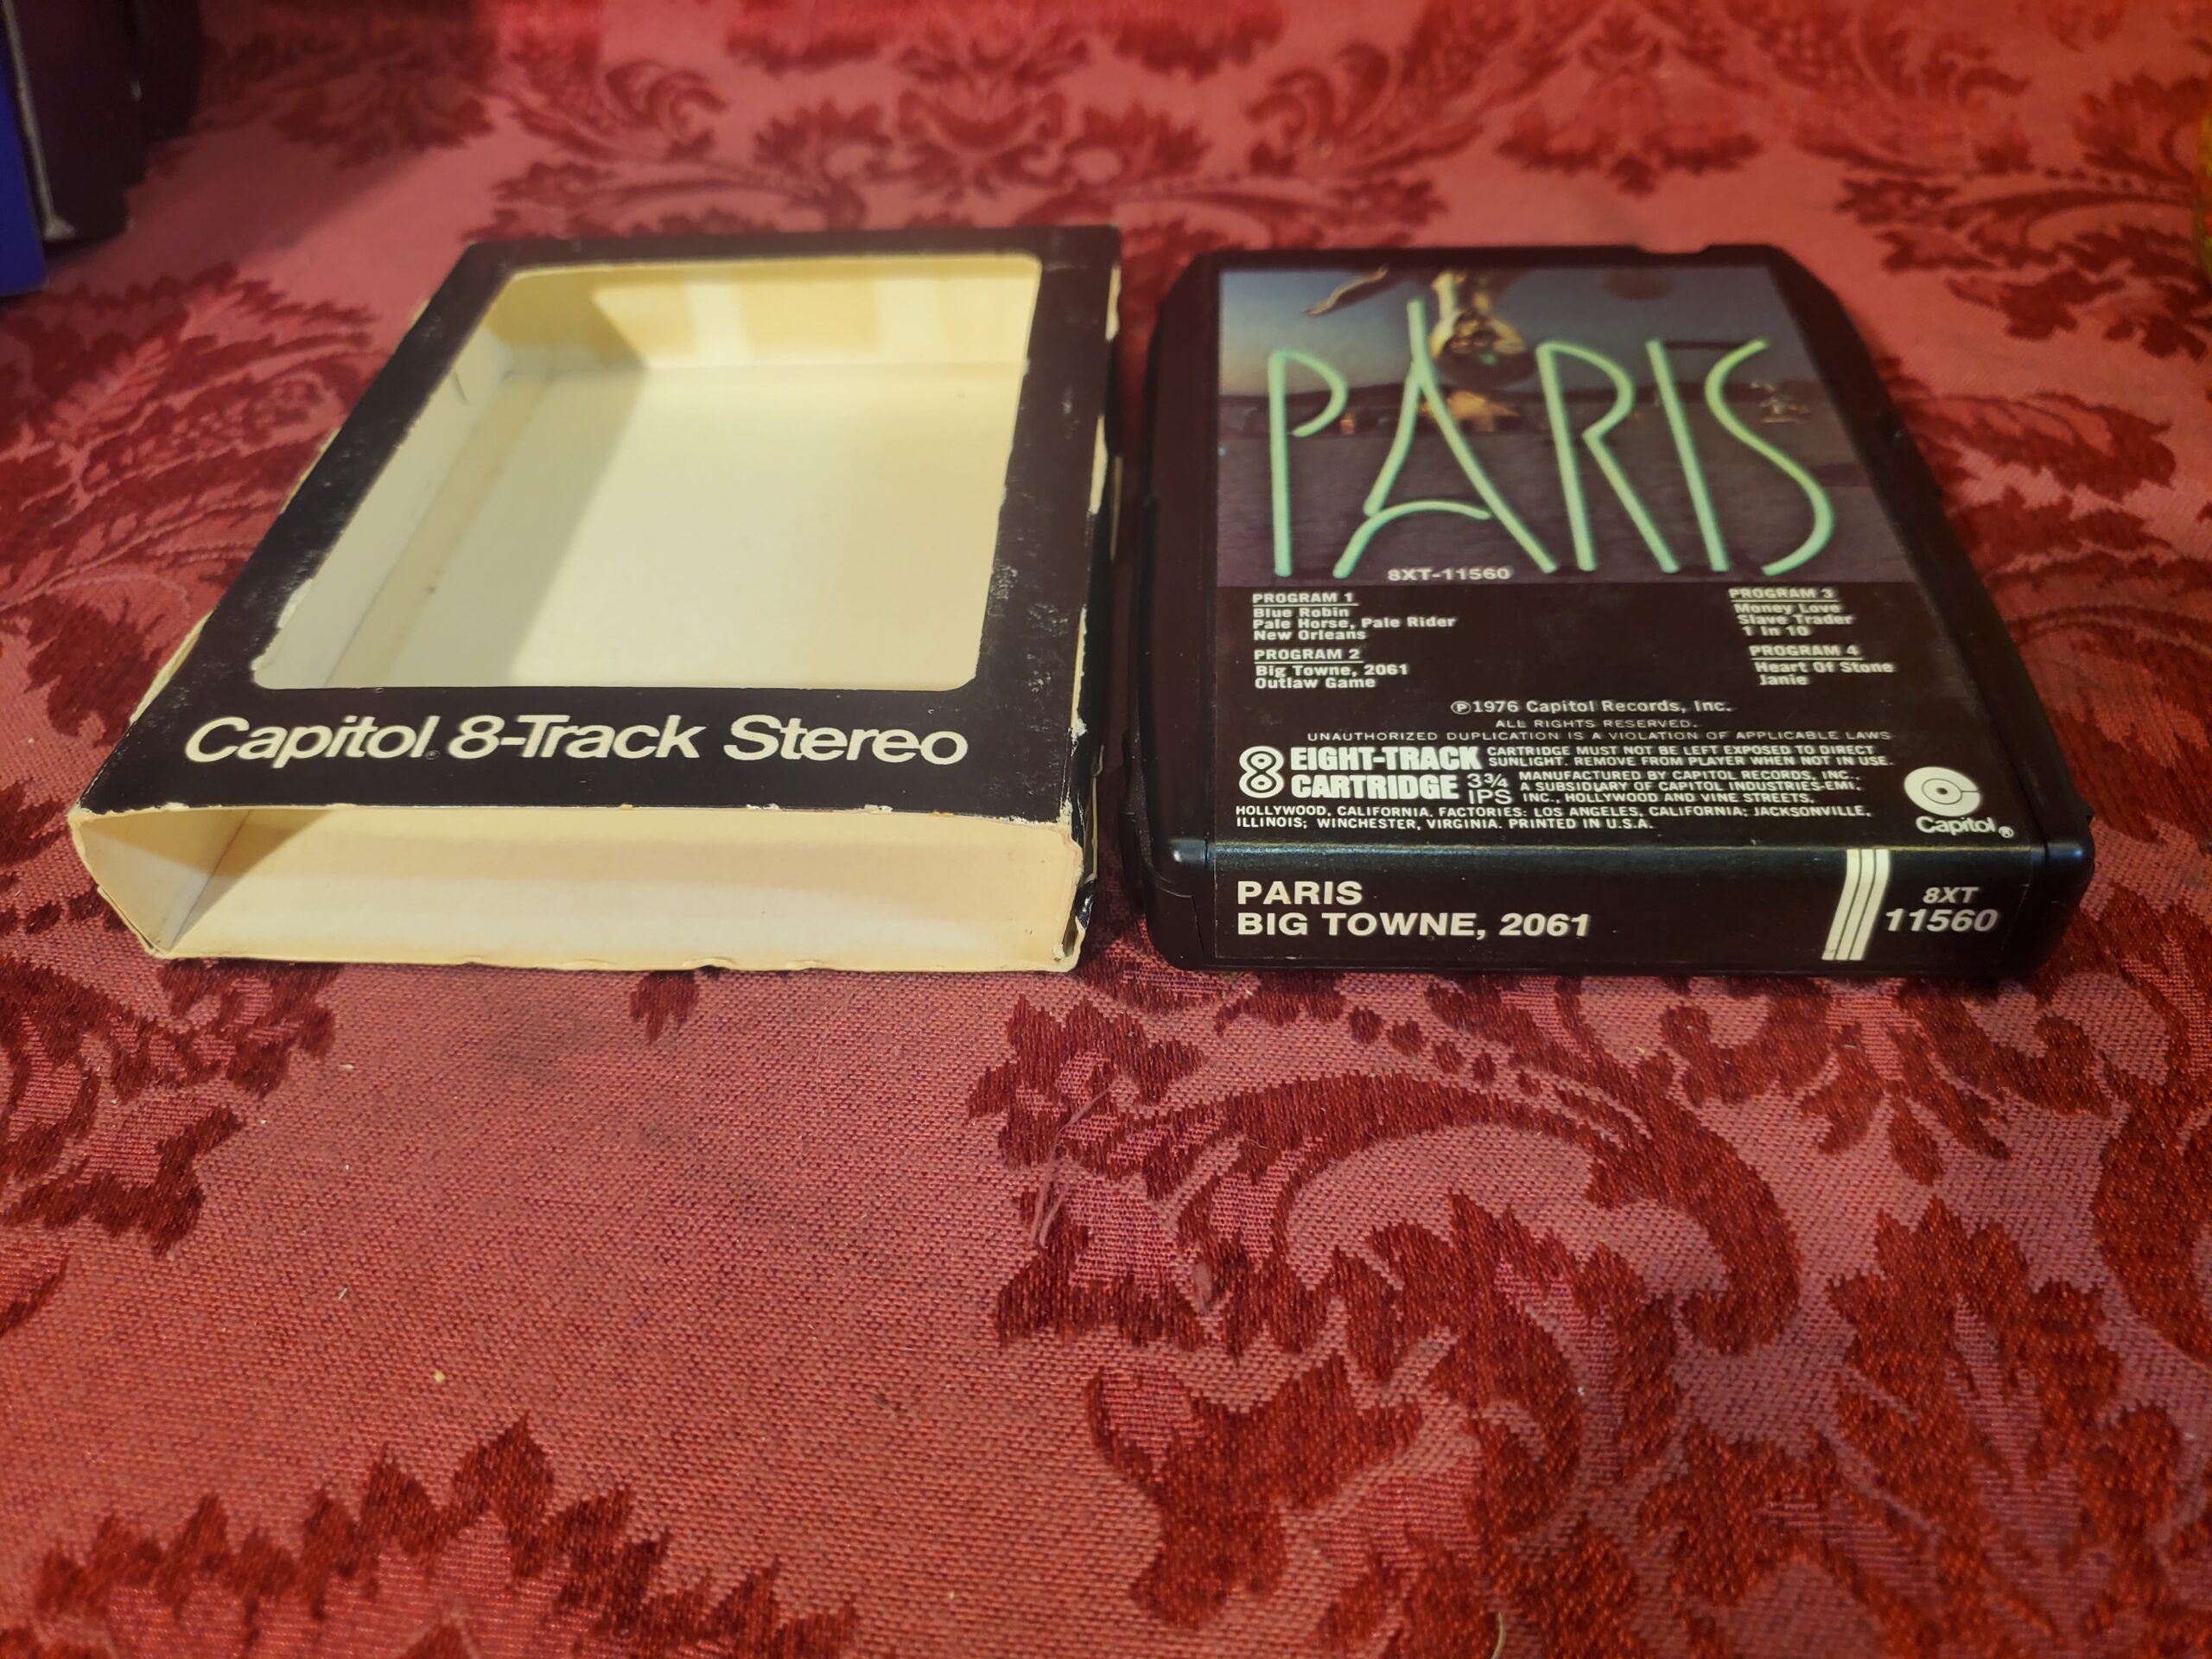 Capitol® 8-Track Stereo
PARIS
8XT-11560
PROGRAM 1
Blue Robin
Pale Horse, Pale Rider
New Orleans
PROGRAM 2
Big Towne, 2061
Outlaw Game
PROGRAM 3
Money Love
Slave Trader
1 In 10
PROGRAM 4
Heart Of Stone
Janie
℗1976 Capitol Records, Inc.
ALL RIGHTS RESERVED.
UNAUTHORIZED DUPLICATION IS A VIOLATION OF APPLICABLE LAWS
8 EIGHT-TRACK CARTRIDGE
3¾ IPS
CARTRIDGE MUST NOT BE LEFT EXPOSED TO DIRECT
SUNLIGHT. REMOVE FROM PLAYER WHEN NOT IN USE.
MANUFACTURED BY CAPITOL RECORDS, INC.,
A SUBSIDIARY OF CAPITOL INDUSTRIES-EMI,
INC., HOLLYWOOD AND VINE STREETS,
HOLLYWOOD, CALIFORNIA. FACTORIES: LOS ANGELES, CALIFORNIA; JACKSONVILLE,
ILLINOIS; WINCHESTER, VIRGINIA. PRINTED IN U.S.A.
Capitol®
PARIS
BIG TOWNE, 2061
8XT
11560